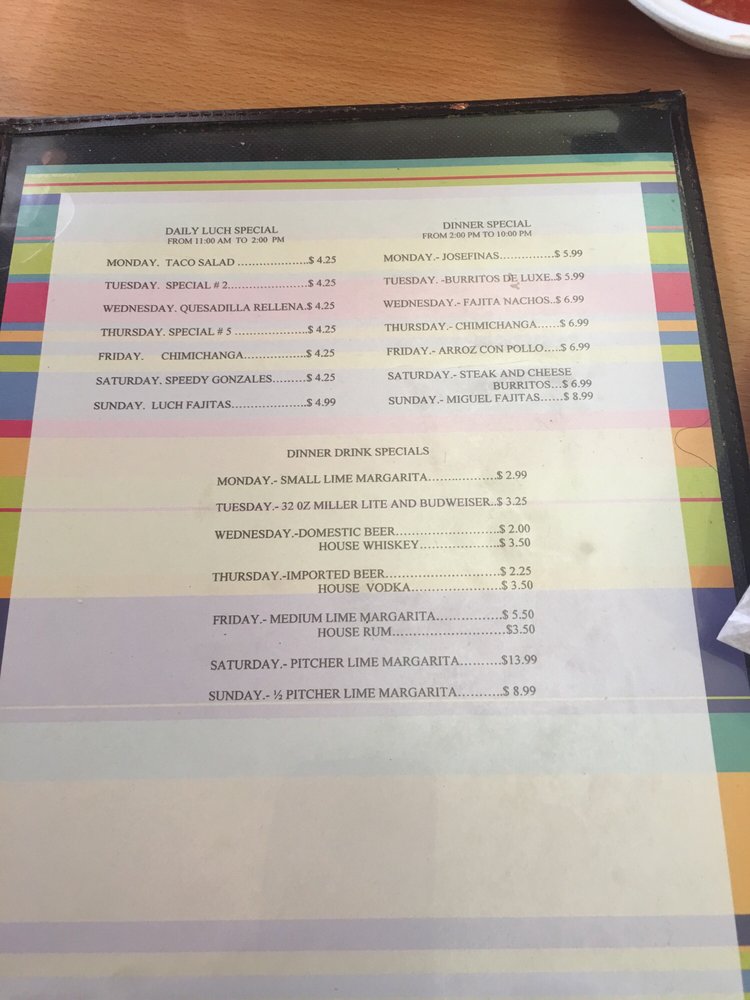 DAILY LUCH SPECIAL
FROM 11:00 AM TO 2:00 PM
MONDAY. TACO SALAD ....................$ 4.25
TUESDAY. SPECIAL # 2......................$ 4.25
WEDNESDAY. QUESADILLA RELLENA.$ 4.25
THURSDAY. SPECIAL # 5 ....................$ 4.25
FRIDAY. CHIMICHANGA.................$ 4.25
SATURDAY. SPEEDY GONZALES.........$ 4.25
SUNDAY. LUCH FAJITAS.....................$ 4.99
DINNER SPECIAL
FROM 2:00 PM TO 10:00 PM
MONDAY.- JOSEFINAS................$ 5.99
TUESDAY. -BURRITOS DE LUXE..$ 5.99
WEDNESDAY.- FAJITA NACHOS..$ 6.99
THURSDAY.- CHIMICHANGA......$ 6.99
FRIDAY.- ARROZ CON POLLO.....$ 6.99
SATURDAY.- STEAK AND CHEESE
BURRITOS...$ 6.99
SUNDAY.- MIGUEL FAJITAS......$ 8.99
DINNER DRINK SPECIALS
MONDAY.- SMALL LIME MARGARITA...................$ 2.99
TUESDAY.- 32 0Z MILLER LITE AND BUDWEISER..$ 3.25
WEDNESDAY.-DOMESTIC BEER.............................$ 2.00
HOUSE WHISKEY......................$ 3.50
THURSDAY.-IMPORTED BEER................................$ 2.25
HOUSE VODKA.........................$ 3.50
FRIDAY.- MEDIUM LIME MARGARITA..................$ 5.50
HOUSE RUM...............................$3.50
SATURDAY.- PITCHER LIME MARGARITA...........$13.99
SUNDAY.- ½ PITCHER LIME MARGARITA...........$ 8.99